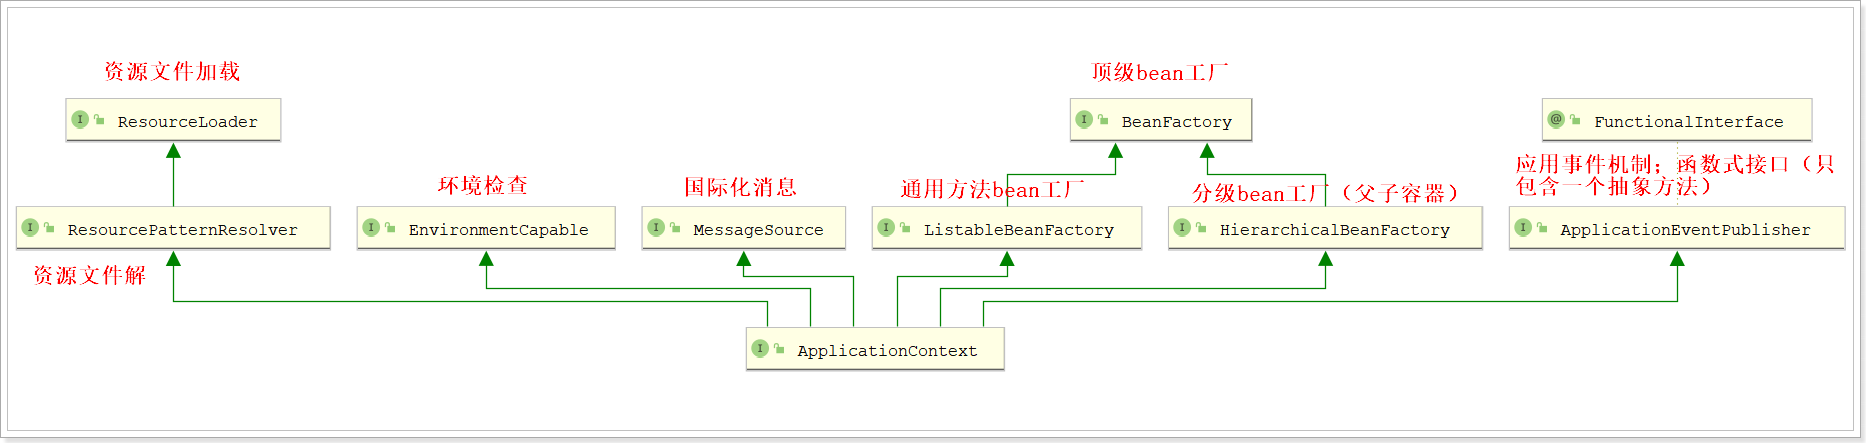 资源文件加载
顶级bean工厂
ResourceLoader
BeanFactory
FunctionalInterface
环境检查
国际化消息
通用方法bean工厂
分级bean工厂（父子容器）
应用事件机制；函数式接口（只
包含一个抽象方法）
ResourcePatternResolver
EnvironmentCapable
MessageSource
ListableBeanFactory
HierarchicalBeanFactory
ApplicationEventPublisher
资源文件解
ApplicationContext